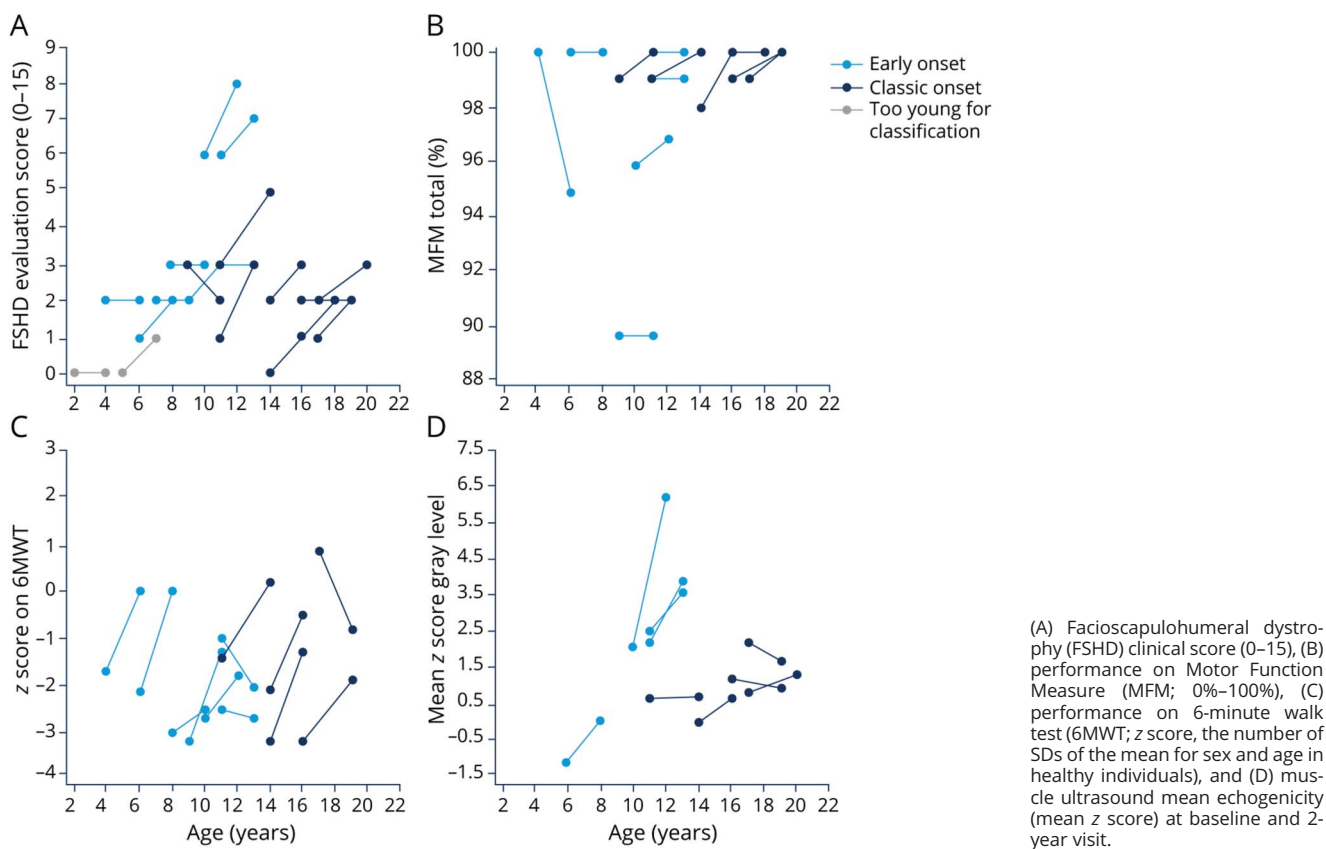 A
9
8
7
6
5
4
3
2
1
0
FSHD evaluation score (0–15)
2 4 6 8 10 12 14 16 18 20 22
B
100
98
96
94
92
90
88
MFM total (%)
2 4 6 8 10 12 14 16 18 20 22
Early onset
Classic onset
Too young for
classification
C
3
2
1
0
−1
−2
−3
−4
z score on 6MWT
2 4 6 8 10 12 14 16 18 20 22
Age (years)
D
7.5
6.5
5.5
4.5
3.5
2.5
1.5
0.5
−0.5
−1.5
Mean z score gray level
2 4 6 8 10 12 14 16 18 20 22
Age (years)
(A) Facioscapulohumeral dystro-
phy (FSHD) clinical score (0–15), (B)
performance on Motor Function
Measure (MFM; 0%–100%), (C)
performance on 6-minute walk
test (6MWT; z score, the number of
SDs of the mean for sex and age in
healthy individuals), and (D) mus-
cle ultrasound mean echogenicity
(mean z score) at baseline and 2-
year visit.